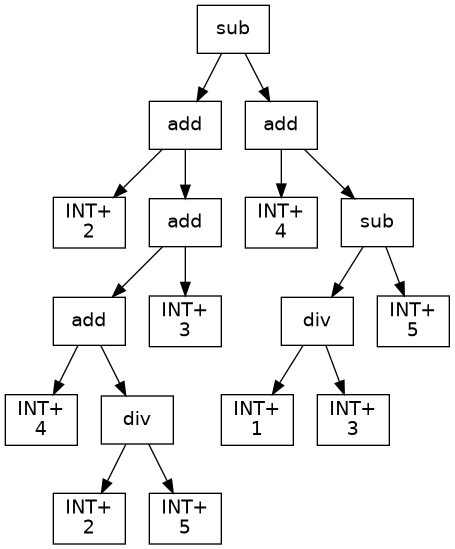 sub
add
add
INT+
2
add
INT+
4
sub
add
INT+
3
div
INT+
5
INT+
4
div
INT+
1
INT+
3
INT+
2
INT+
5